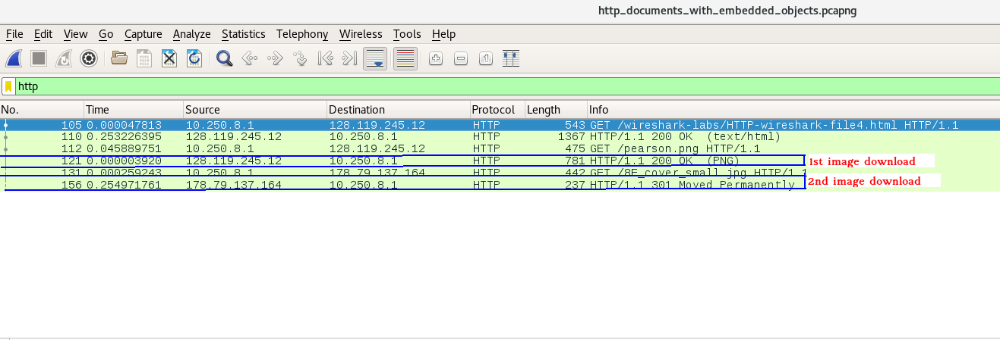 http_documents_with_embedded_objects.pcapng
File Edit View Go Capture Analyze Statistics Telephony Wireless Tools Help
http
No. Time Source Destination Protocol Length Info
105 0.000047813 10.250.8.1 128.119.245.12 HTTP 543 GET /wireshark-labs/HTTP-wireshark-file4.html HTTP/1.1
110 0.253226395 128.119.245.12 10.250.8.1 HTTP 1367 HTTP/1.1 200 OK (text/html)
112 0.045889751 10.250.8.1 128.119.245.12 HTTP 475 GET /pearson.png HTTP/1.1
121 0.000003920 128.119.245.12 10.250.8.1 HTTP 781 HTTP/1.1 200 OK (PNG) 1st image download
131 0.000259243 10.250.8.1 178.79.137.164 HTTP 442 GET /8E_cover_small.jpg HTTP/1.1
156 0.254971761 178.79.137.164 10.250.8.1 HTTP 237 HTTP/1.1 301 Moved Permanently 2nd image download